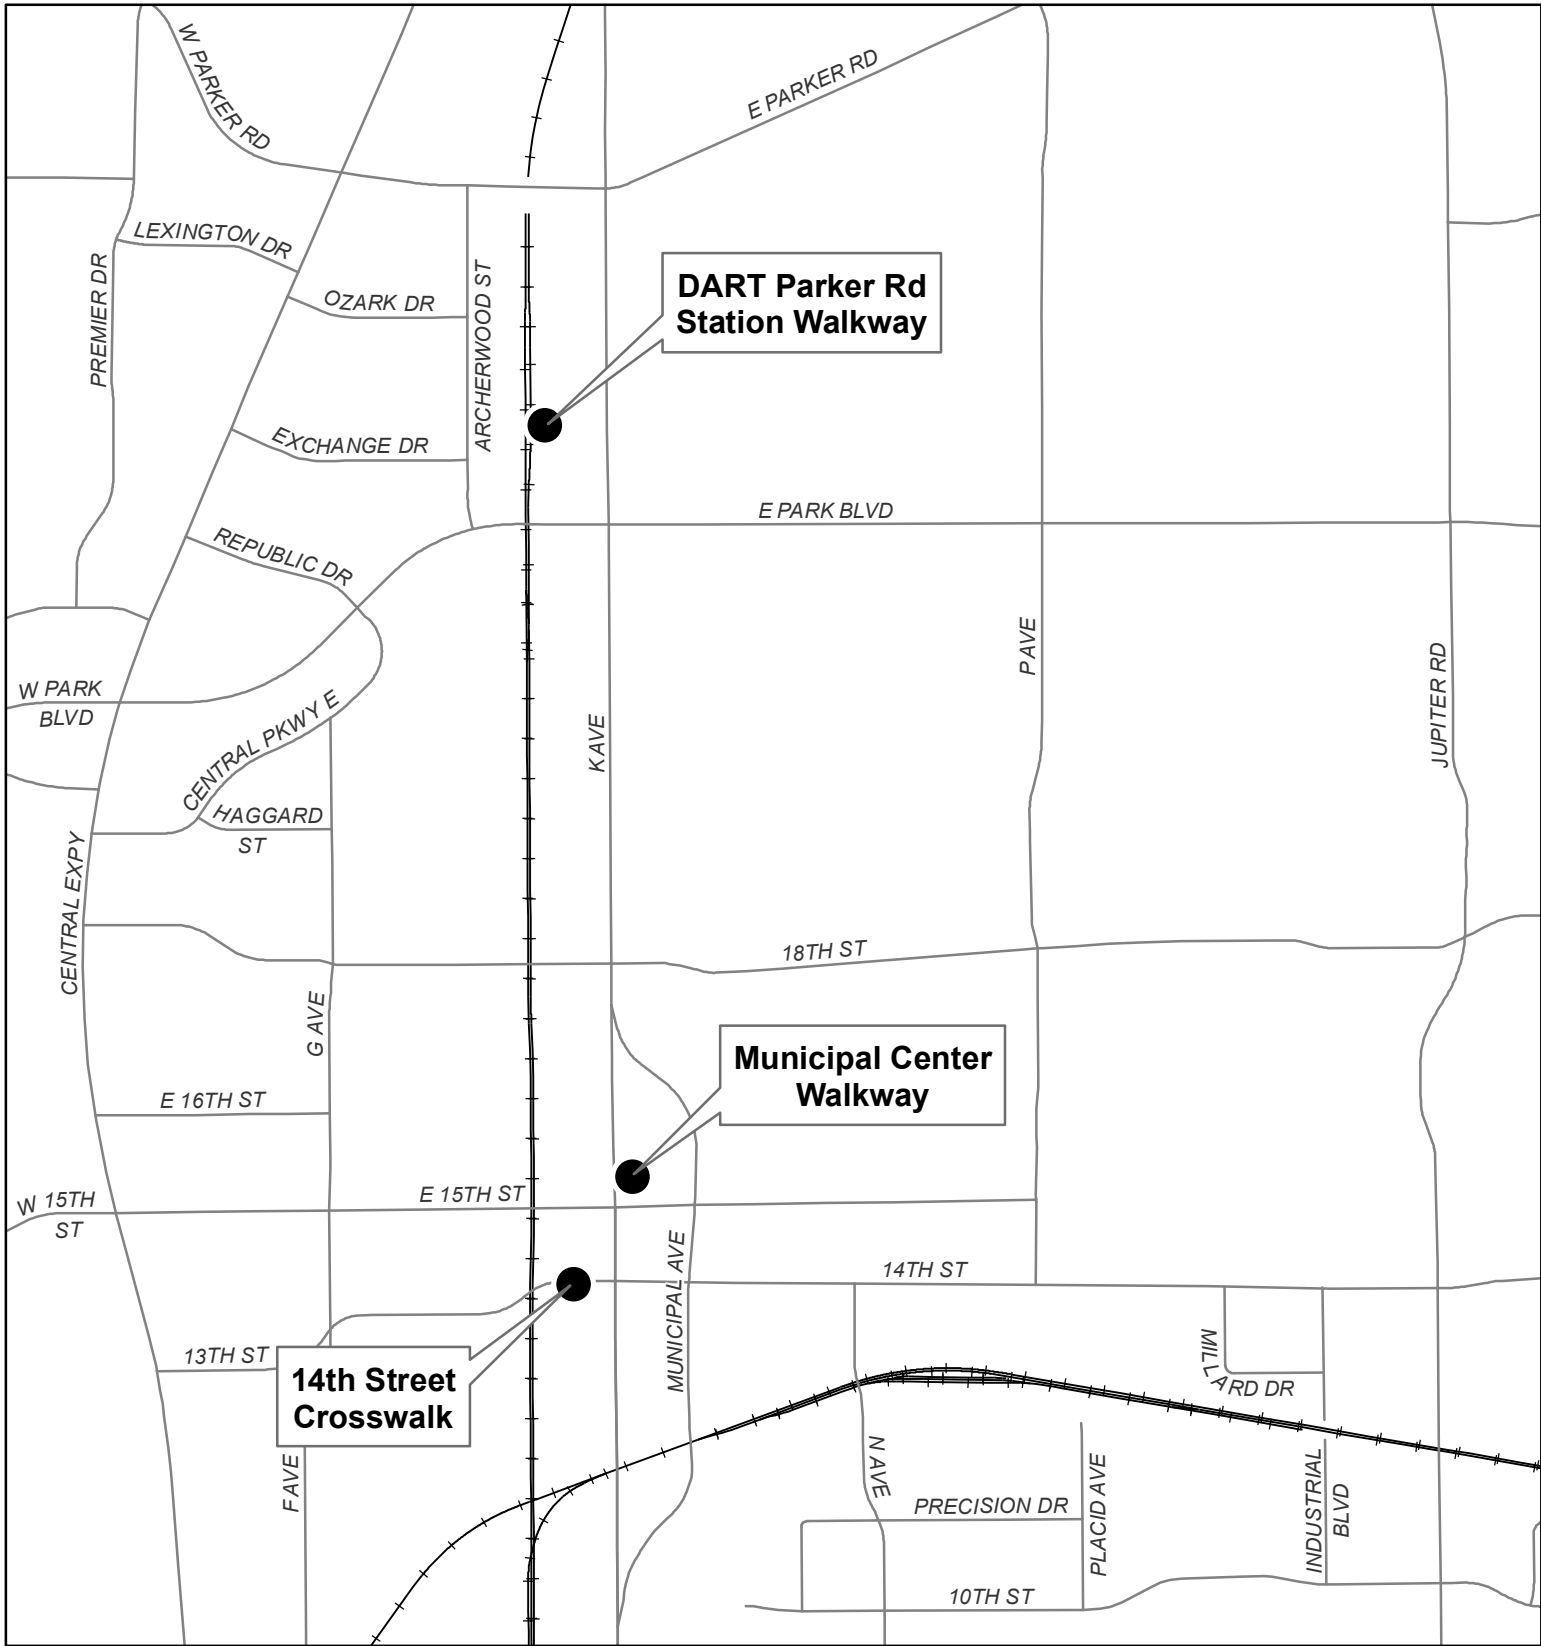 W PARKER RD
E PARKER RD
LEXINGTON DR
PREMIER DR
OZARK DR
ARCHERWOOD ST
DART Parker Rd
Station Walkway
EXCHANGE DR
E PARK BLVD
REPUBLIC DR
P AVE
JUPITER RD
W PARK
BLVD
CENTRAL PKWY E
K AVE
HAGGARD
ST
CENTRAL EXPY
18TH ST
G AVE
Municipal Center
Walkway
E 16TH ST
E 15TH ST
W 15TH
ST
MUNICIPAL AVE
14TH ST
13TH ST
14th Street
Crosswalk
MILLARD DR
F AVE
N AVE
PRECISION DR
PLACID AVE
INDUSTRIAL
BLVD
10TH ST